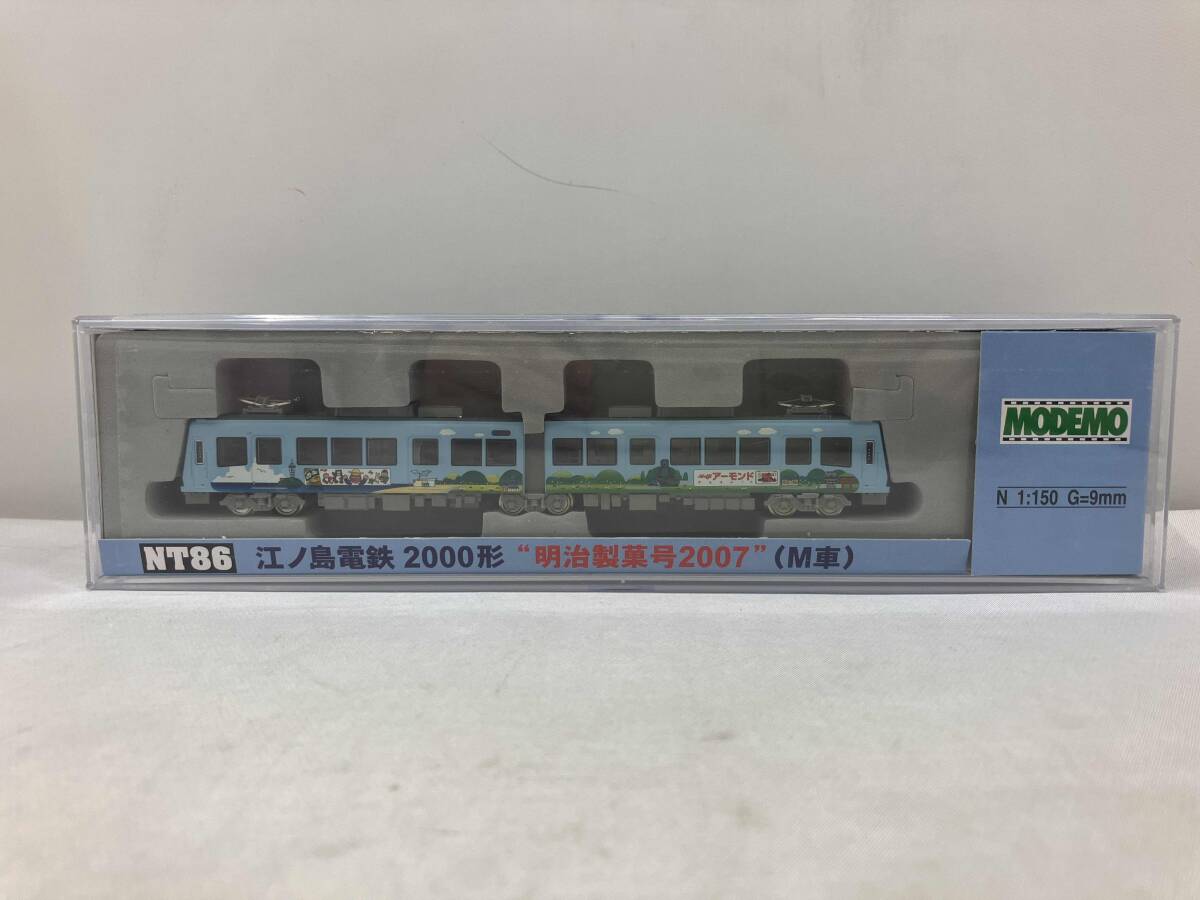 アーモンド
MODEMO
N 1:150 G=9mm
NT86 江ノ島電鉄 2000形 “明治製菓号2007”（M車）